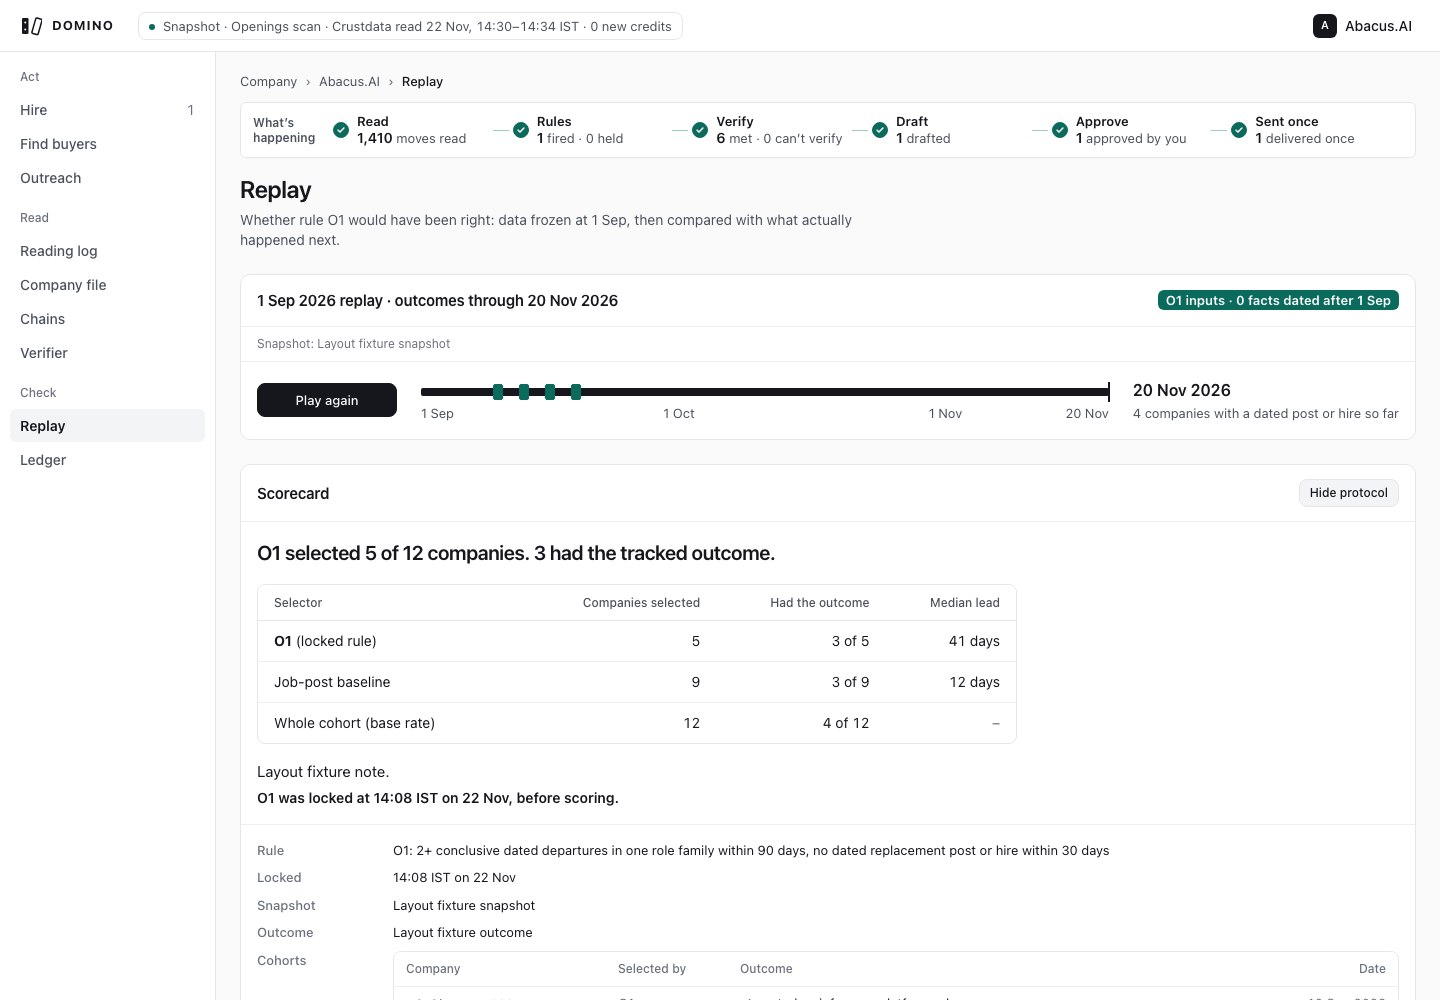 DOMINO
Snapshot · Openings scan · Crustdata read 22 Nov, 14:30–14:34 IST · 0 new credits
A Abacus.AI
Act
Hire 1
Find buyers
Outreach
Read
Reading log
Company file
Chains
Verifier
Check
Replay
Ledger
Company › Abacus.AI › Replay
What's happening
Read
1,410 moves read
Rules
1 fired · 0 held
Verify
6 met · 0 can't verify
Draft
1 drafted
Approve
1 approved by you
Sent once
1 delivered once
Replay
Whether rule O1 would have been right: data frozen at 1 Sep, then compared with what actually
happened next.
1 Sep 2026 replay · outcomes through 20 Nov 2026
O1 inputs · 0 facts dated after 1 Sep
Snapshot: Layout fixture snapshot
Play again
1 Sep 1 Oct 1 Nov 20 Nov
20 Nov 2026
4 companies with a dated post or hire so far
Scorecard
Hide protocol
O1 selected 5 of 12 companies. 3 had the tracked outcome.
Selector Companies selected Had the outcome Median lead
O1 (locked rule) 5 3 of 5 41 days
Job-post baseline 9 3 of 9 12 days
Whole cohort (base rate) 12 4 of 12 –
Layout fixture note.
O1 was locked at 14:08 IST on 22 Nov, before scoring.
Rule O1: 2+ conclusive dated departures in one role family within 90 days, no dated replacement post or hire within 30 days
Locked 14:08 IST on 22 Nov
Snapshot Layout fixture snapshot
Outcome Layout fixture outcome
Cohorts
Company Selected by Outcome Date